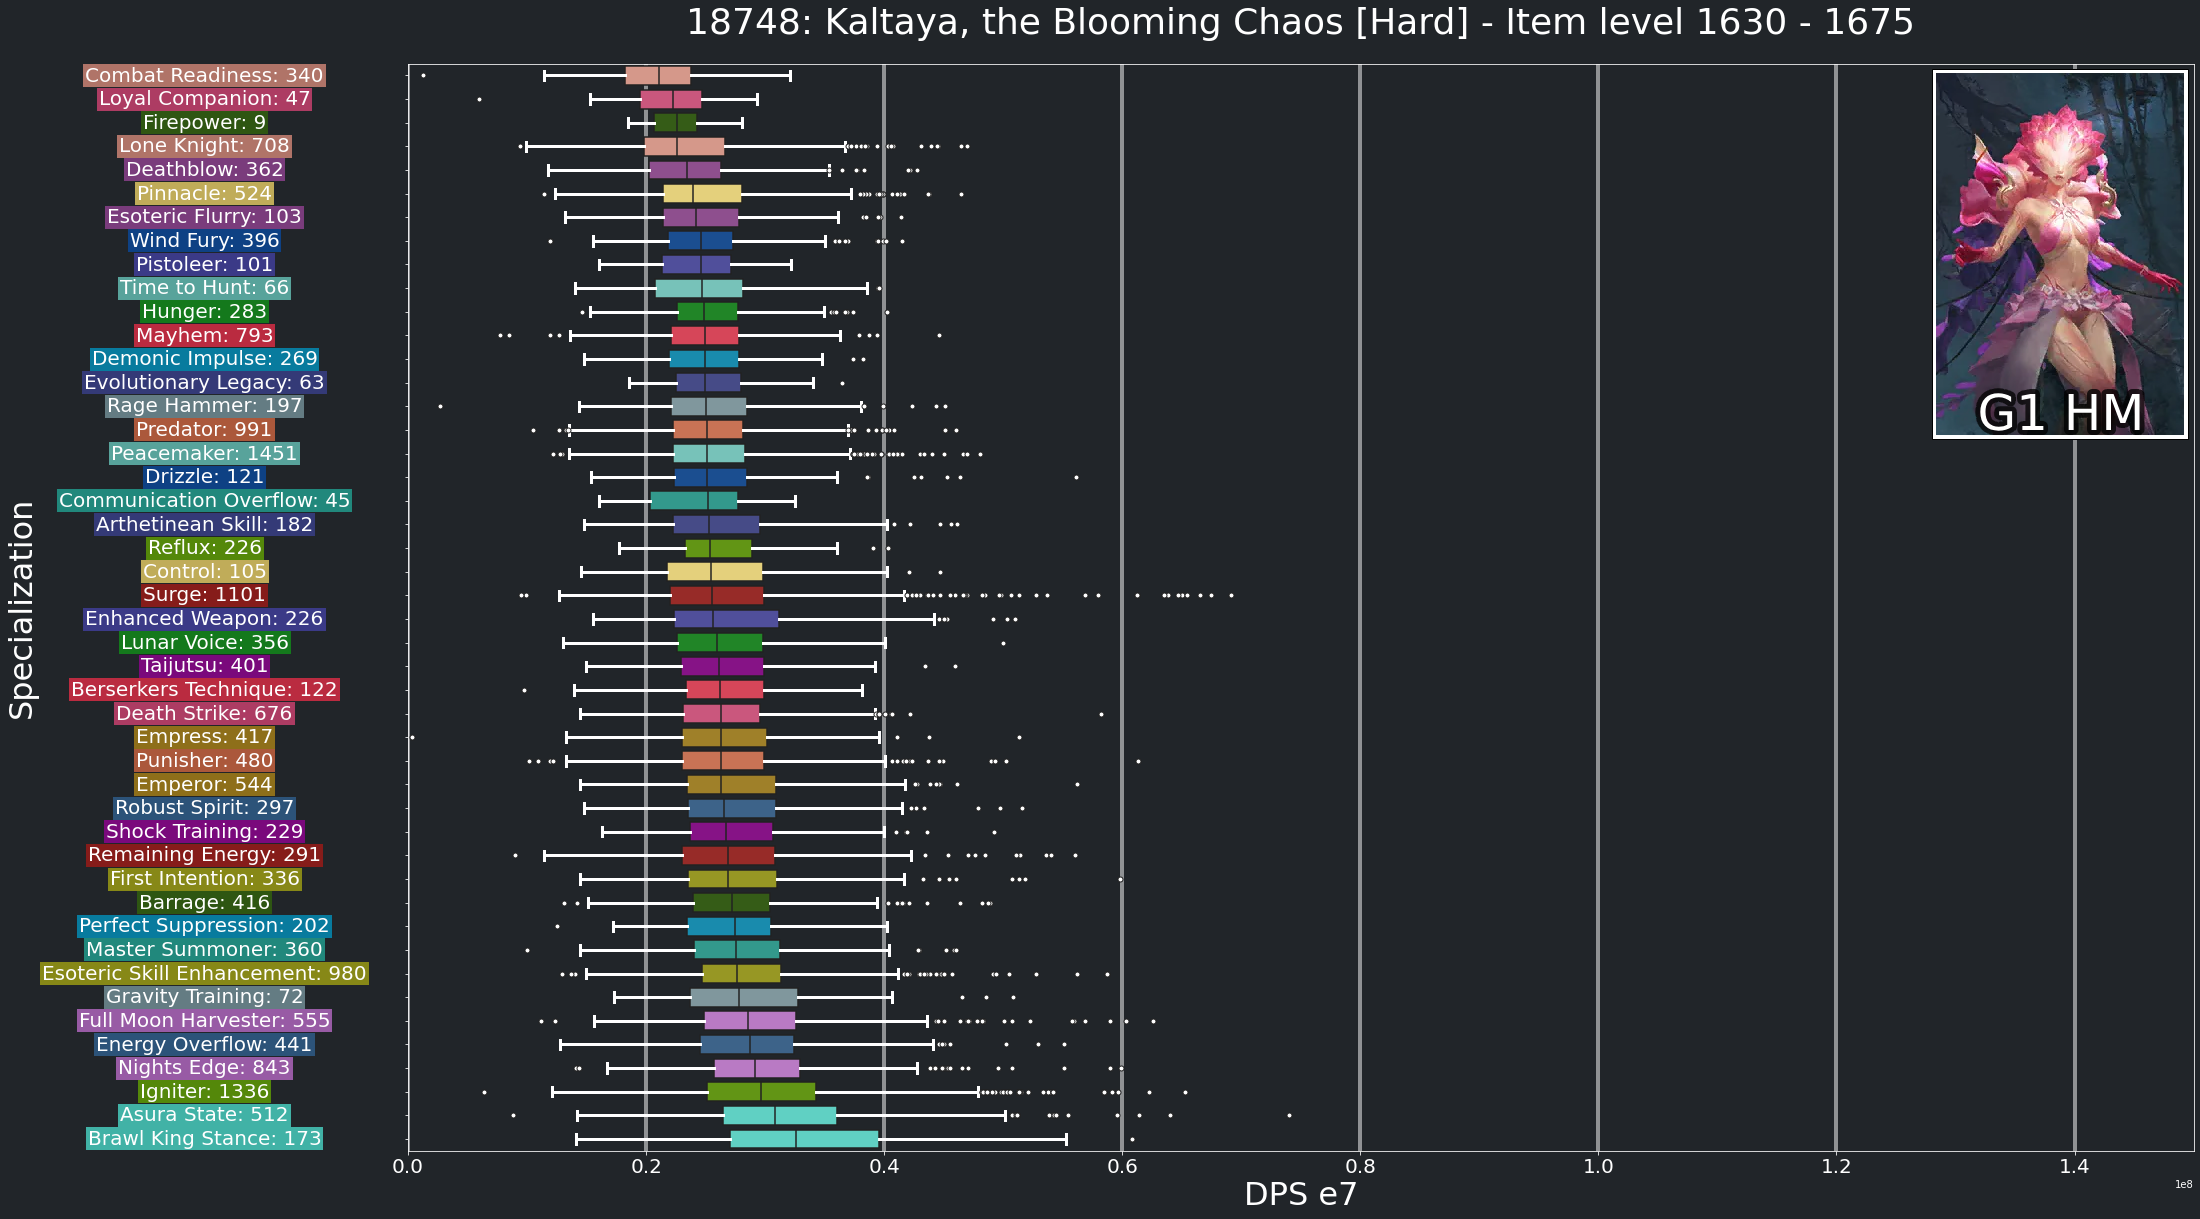 18748: Kaltaya, the Blooming Chaos [Hard] - Item level 1630 - 1675
Combat Readiness: 340
Loyal Companion: 47
Firepower: 9
Lone Knight: 708
Deathblow: 362
Pinnacle: 524
Esoteric Flurry: 103
Wind Fury: 396
Pistoleer: 101
Time to Hunt: 66
Hunger: 283
Mayhem: 793
Demonic Impulse: 269
Evolutionary Legacy: 63
Rage Hammer: 197
Predator: 991
Peacemaker: 1451
Drizzle: 121
Communication Overflow: 45
Arthetinean Skill: 182
Reflux: 226
Control: 105
Surge: 1101
Enhanced Weapon: 226
Lunar Voice: 356
Taijutsu: 401
Berserkers Technique: 122
Death Strike: 676
Empress: 417
Punisher: 480
Emperor: 544
Robust Spirit: 297
Shock Training: 229
Remaining Energy: 291
First Intention: 336
Barrage: 416
Perfect Suppression: 202
Master Summoner: 360
Esoteric Skill Enhancement: 980
Gravity Training: 72
Full Moon Harvester: 555
Energy Overflow: 441
Nights Edge: 843
Igniter: 1336
Asura State: 512
Brawl King Stance: 173
Specialization
G1 HM
0.0 0.2 0.4 0.6 0.8 1.0 1.2 1.4
1e8
DPS e7